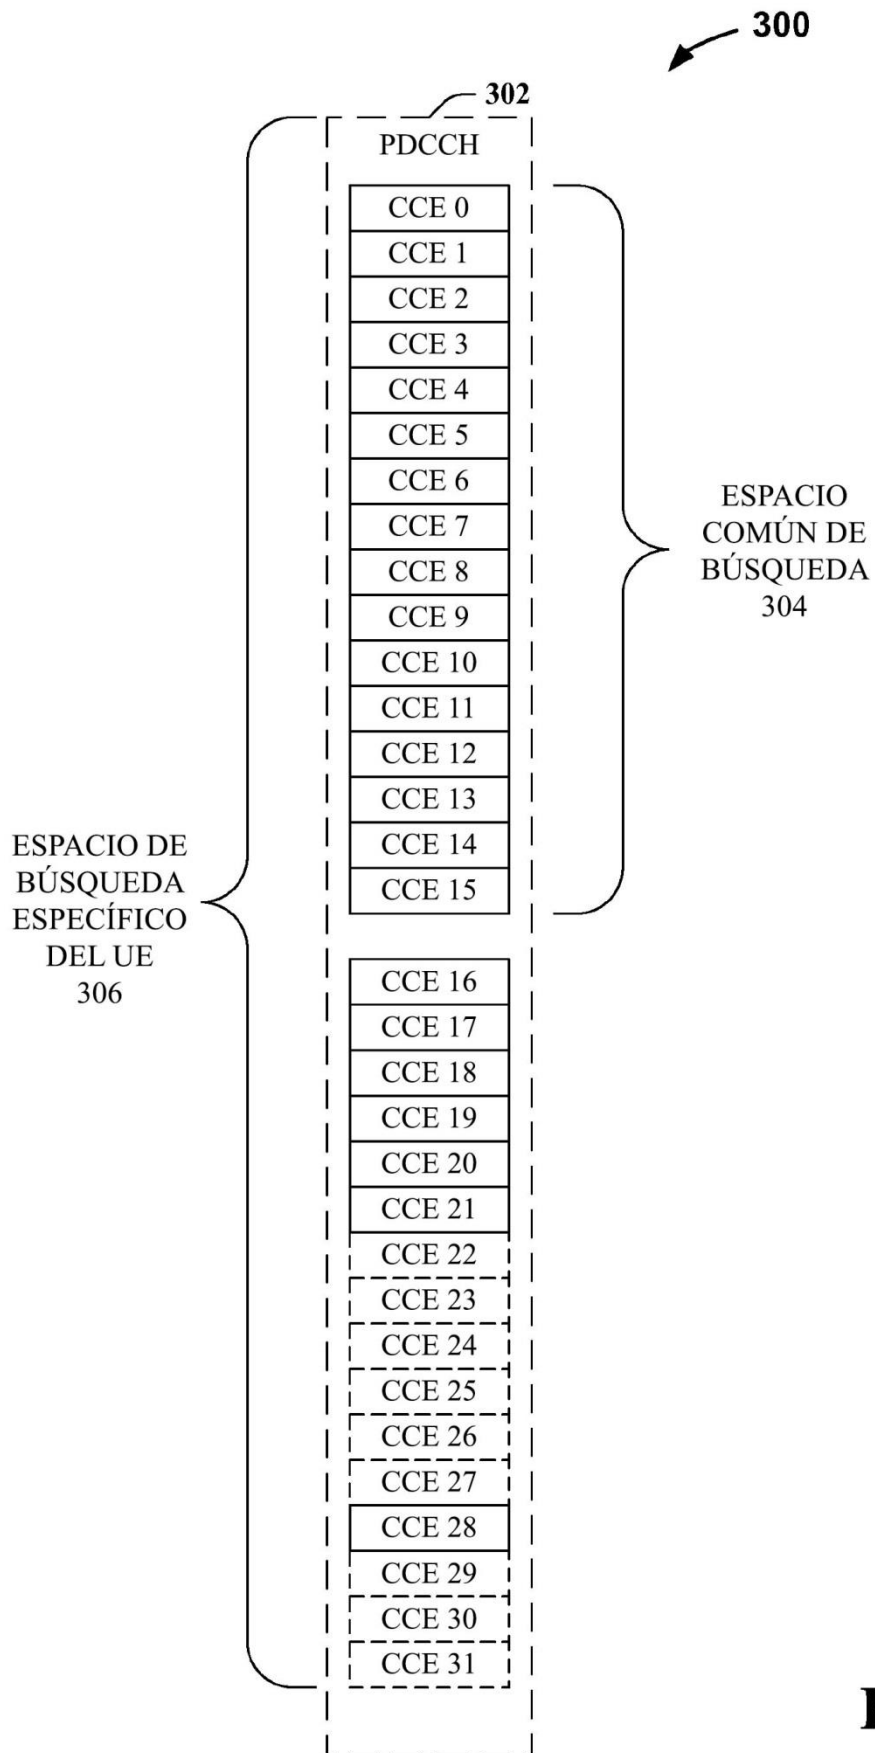 300
302
PDCCH
CCE 0
CCE 1
CCE 2
CCE 3
CCE 4
CCE 5
CCE 6
CCE 7
CCE 8
CCE 9
CCE 10
CCE 11
CCE 12
CCE 13
CCE 14
CCE 15
ESPACIO
COMÚN DE
BÚSQUEDA
304
ESPACIO DE
BÚSQUEDA
ESPECÍFICO
DEL UE
306
CCE 16
CCE 17
CCE 18
CCE 19
CCE 20
CCE 21
CCE 22
CCE 23
CCE 24
CCE 25
CCE 26
CCE 27
CCE 28
CCE 29
CCE 30
CCE 31